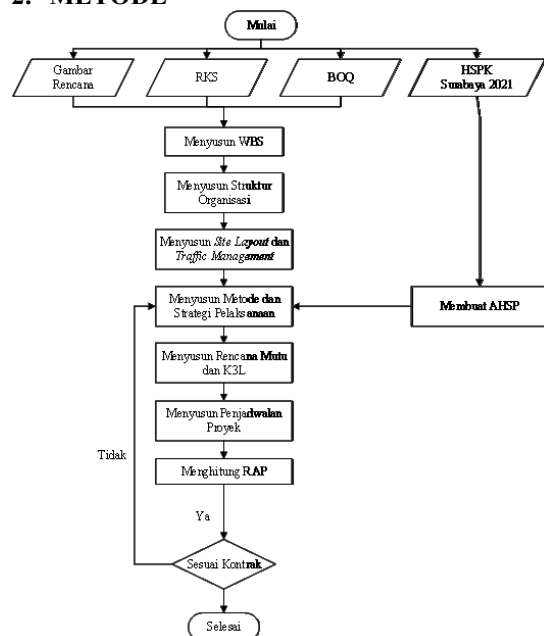 2. METODE
Mulai
Gambar
Rencana
RKS
BOQ
HSPK
Surabaya 2021
Menyusun WBS
Menyusun Struktur
Organisasi
Menyusun Site Layout dan
Traffic Management
Menyusun Metode dan
Strategi Pelaksanaan
Membuat AHSP
Menyusun Rencana Mutu
dan K3L
Menyusun Penjadwalan
Proyek
Tidak
Menghitung RAP
Ya
Sesuai Kontrak
Selesai